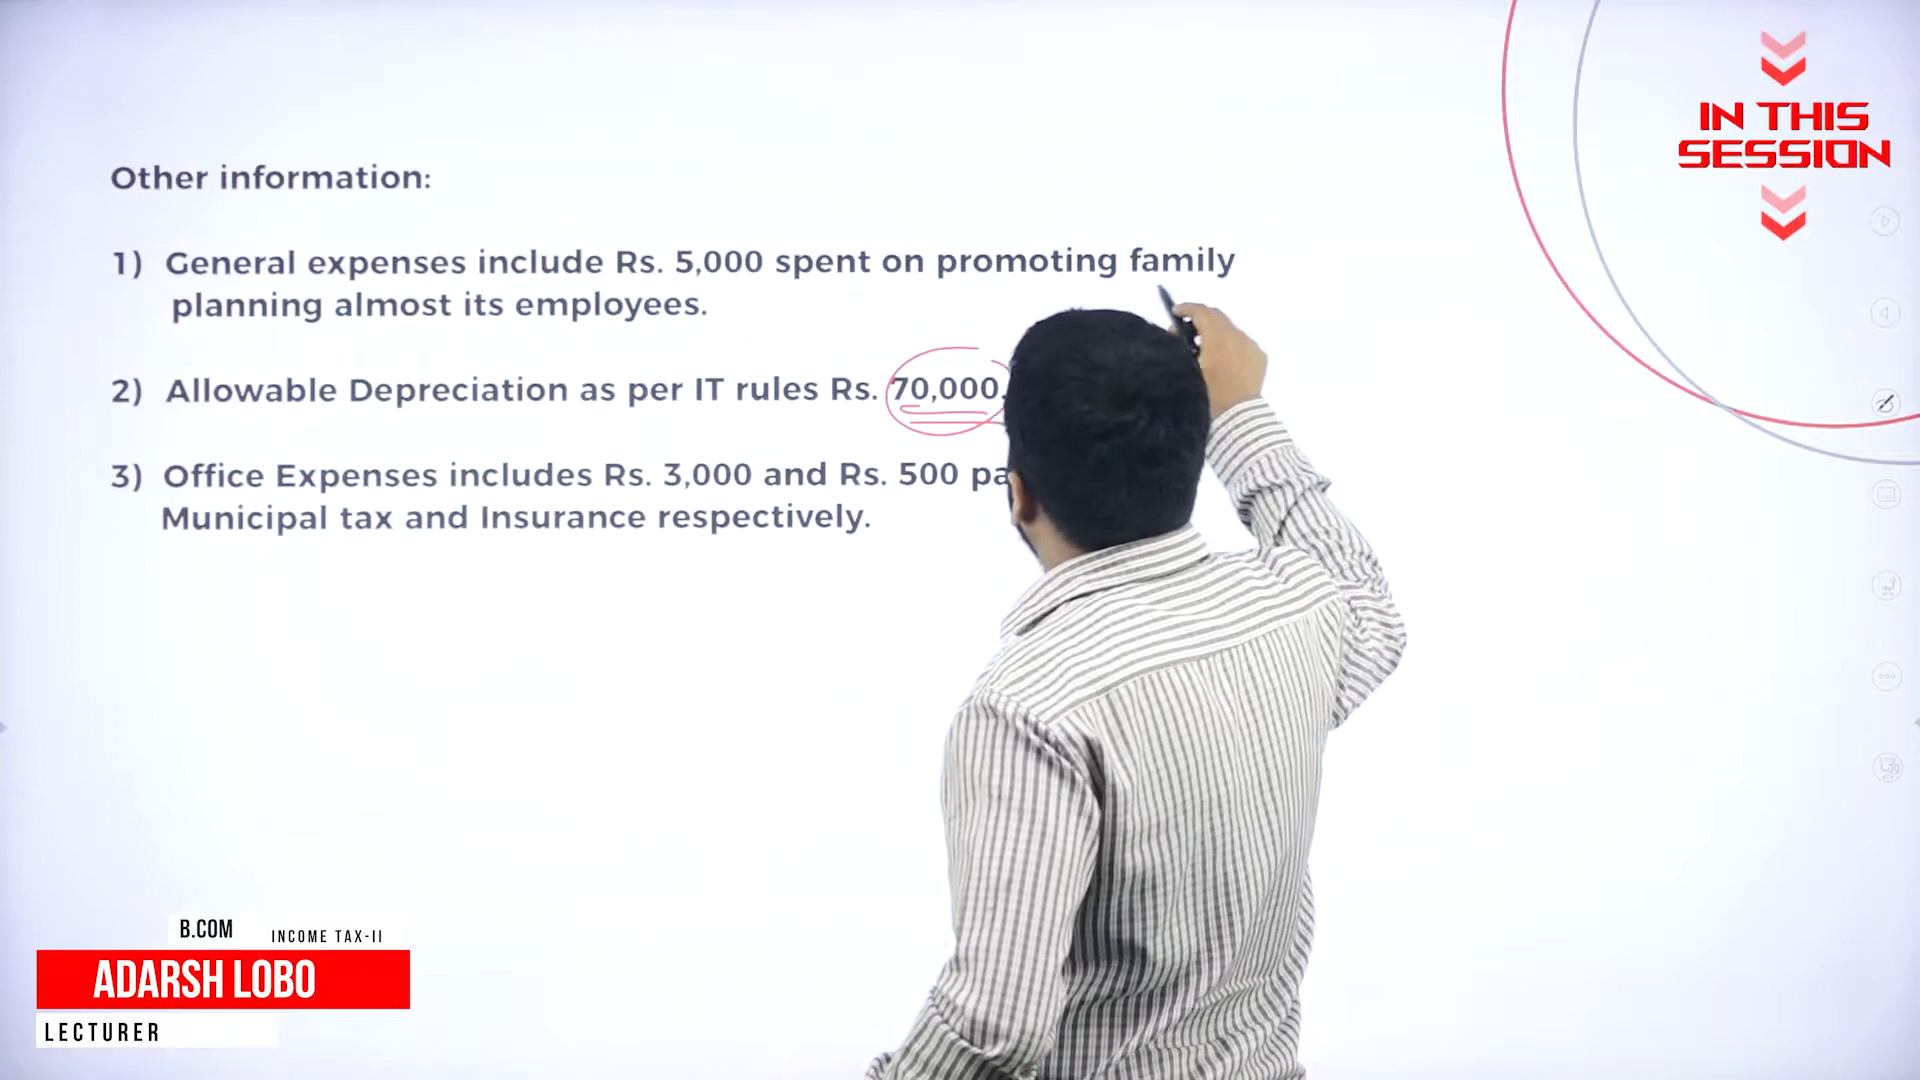 IN THIS
SESSION
Other information:
1) General expenses include Rs. 5,000 spent on promoting family
planning almost its employees.
2) Allowable Depreciation as per IT rules Rs. 70,000.
3) Office Expenses includes Rs. 3,000 and Rs. 500
Municipal tax and Insurance respectively.
B.COM INCOME TAX-II
ADARSH LOBO
LECTURER